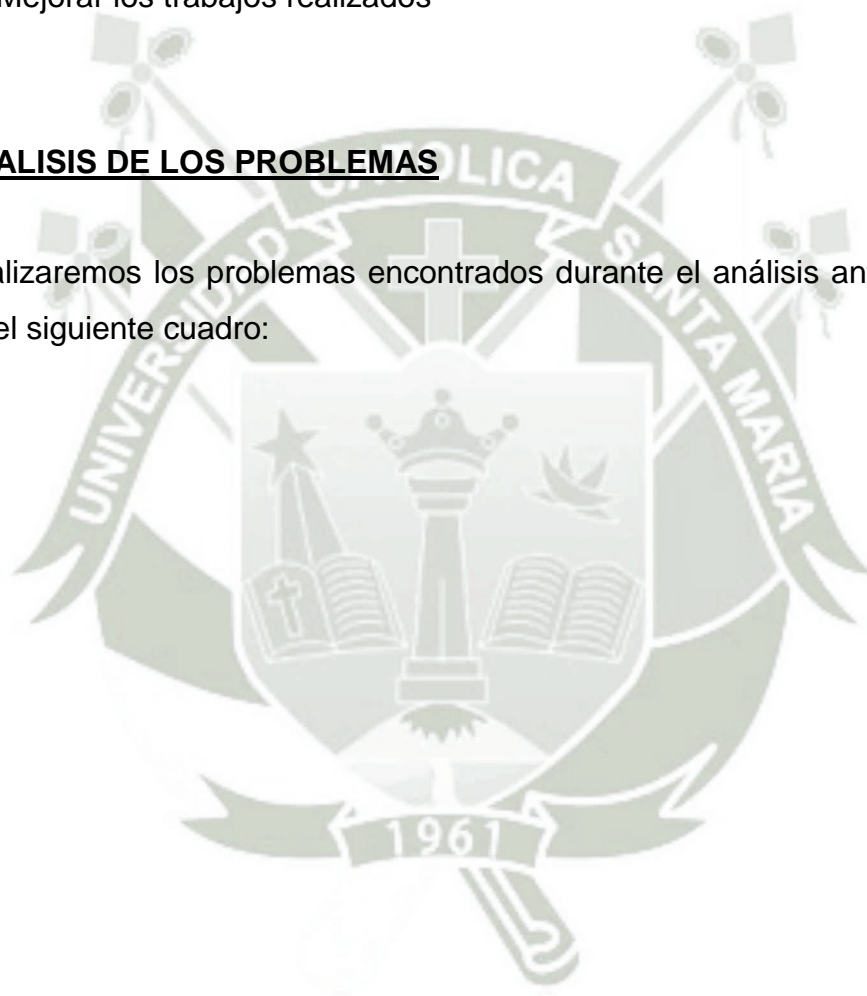 Mejorar los trabajos realizados
ALISIS DE LOS PROBLEMAS
alizaremos los problemas encontrados durante el análisis an
el siguiente cuadro:
UNIVERSIDAD CATOLICA SANTA MARIA
1961